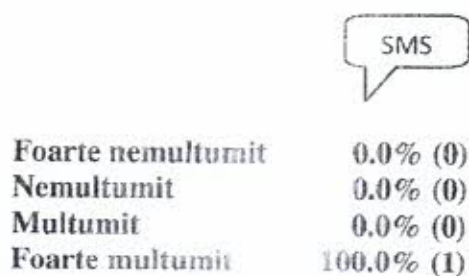 SMS
Foarte nemultumit 0.0% (0)
Nemultumit 0.0% (0)
Multumit 0.0% (0)
Foarte multumit 100.0% (1)